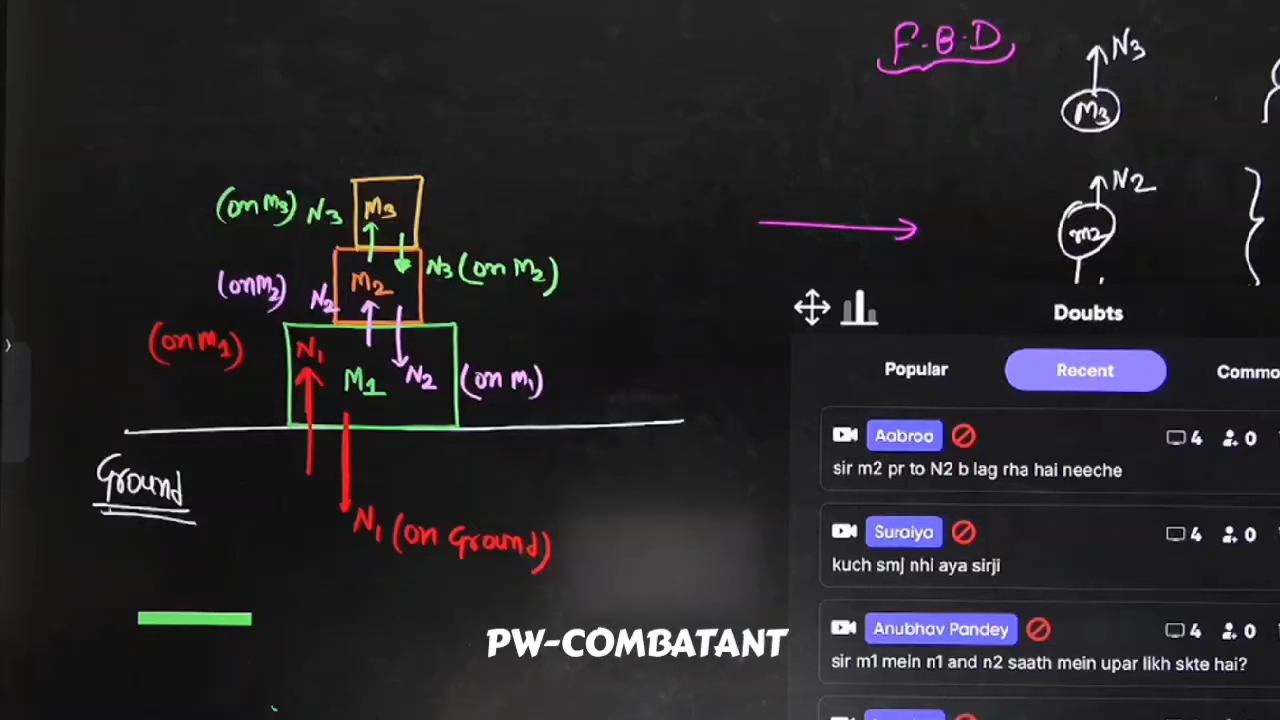 F.B.D
N3
M3
N2
m2
(on M3) N3 M3
N3 (on M2)
(on M2) N2 M2
(on M1) N1
M1
N2 (on M1)
Ground
N1 (on Ground)
PW-COMBATANT
Doubts
Popular Recent Commo
Aabroo 4 0
sir m2 pr to N2 b lag rha hai neeche
Suraiya 4 0
kuch smj nhi aya sirji
Anubhav Pandey 4 0
sir m1 mein n1 and n2 saath mein upar likh skte hai?